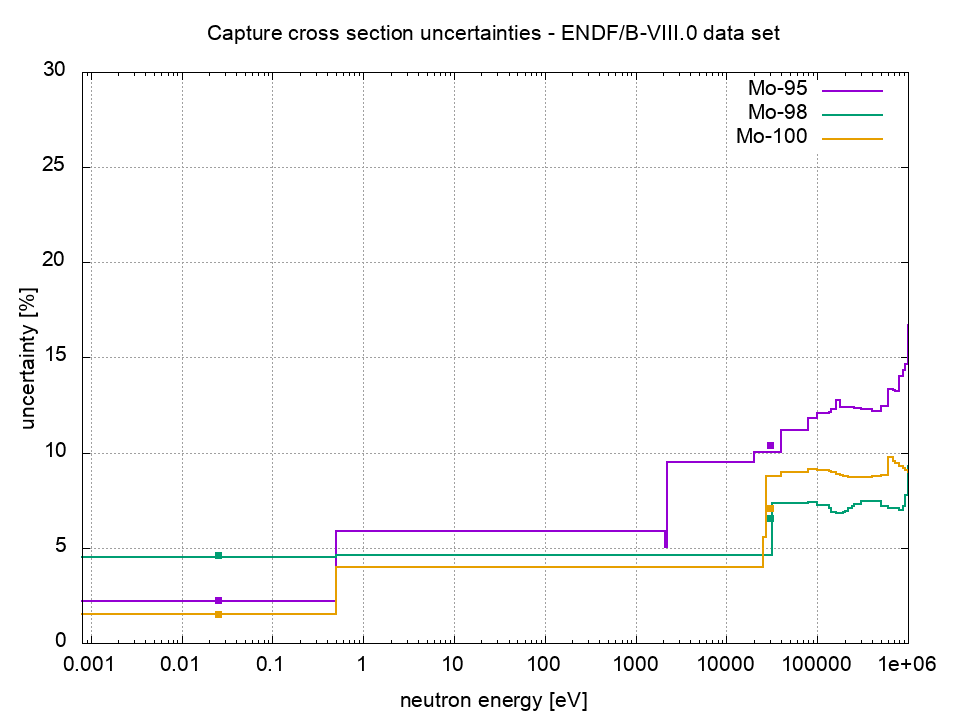 Capture cross section uncertainties - ENDF/B-VIII.0 data set
30
25
20
15
10
5
0
uncertainty [%]
Mo-95
Mo-98
Mo-100
0.001 0.01 0.1 1 10 100 1000 10000 100000 1e+06
neutron energy [eV]